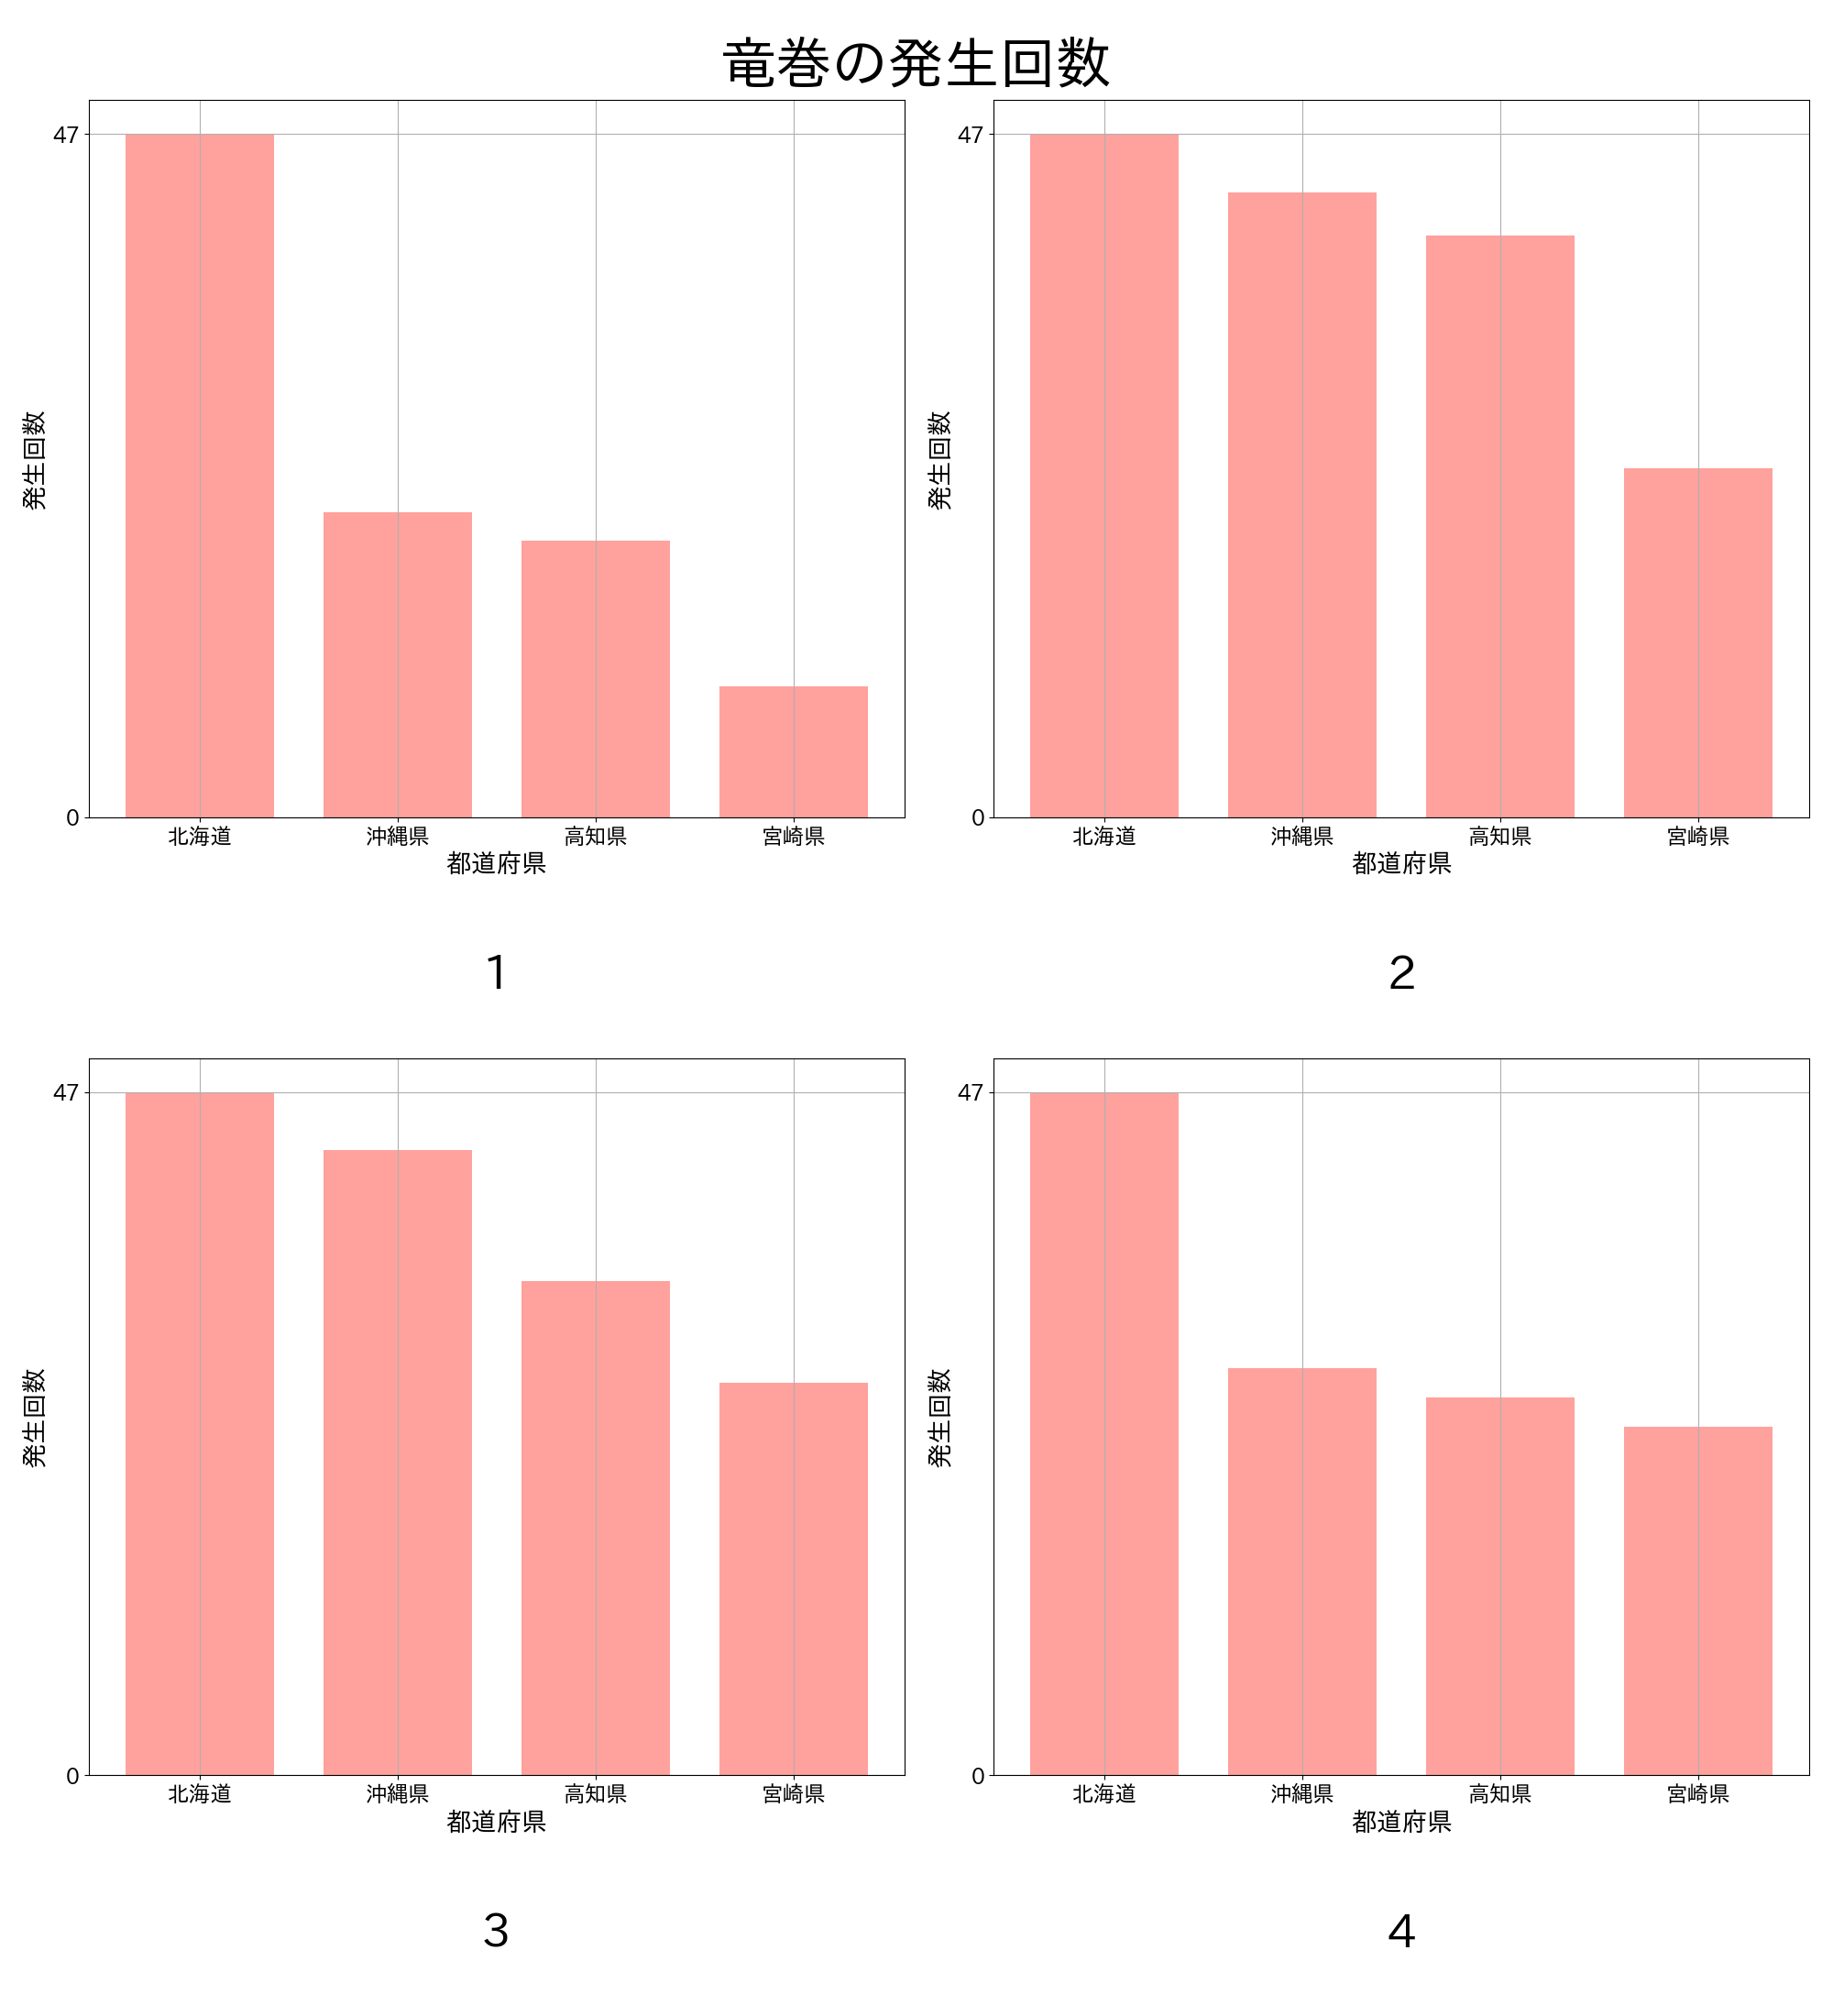 竜巻の発生回数
47
0
発生回数
北海道 沖縄県 高知県 宮崎県
都道府県
1
47
0
発生回数
北海道 沖縄県 高知県 宮崎県
都道府県
2
47
0
発生回数
北海道 沖縄県 高知県 宮崎県
都道府県
3
47
0
発生回数
北海道 沖縄県 高知県 宮崎県
都道府県
4